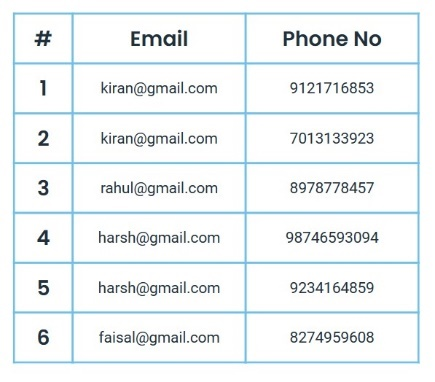 # Email Phone No
1 kiran@gmail.com 9121716853
2 kiran@gmail.com 7013133923
3 rahul@gmail.com 8978778457
4 harsh@gmail.com 98746593094
5 harsh@gmail.com 9234164859
6 faisal@gmail.com 8274959608